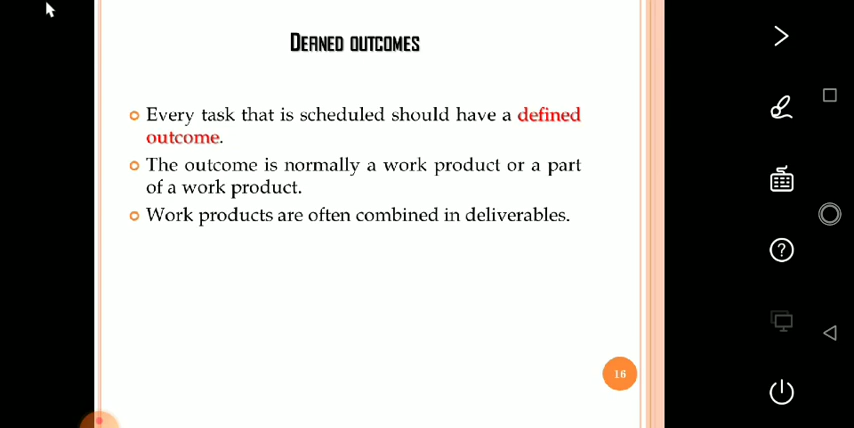 DEFINED OUTCOMES
Every task that is scheduled should have a defined
outcome.
The outcome is normally a work product or a part
of a work product.
Work products are often combined in deliverables.
16